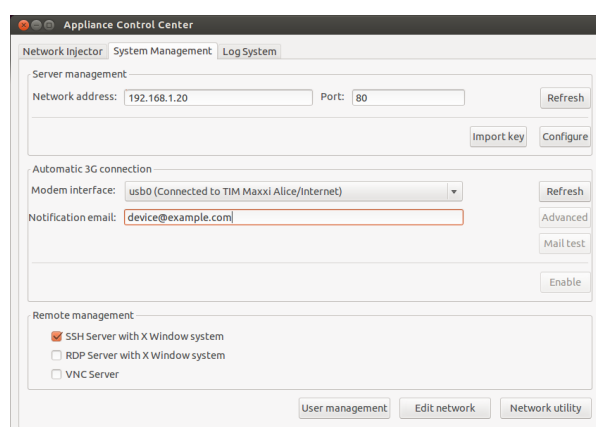 Appliance Control Center
Network Injector System Management Log System
Server management
Network address: 192.168.1.20 Port: 80 Refresh
Import key Configure
Automatic 3G connection
Modem interface: usb0 (Connected to TIM Maxxi Alice/Internet) Refresh
Notification email: device@example.com Advanced
Mail test
Enable
Remote management
SSH Server with X Window system
RDP Server with X Window system
VNC Server
User management Edit network Network utility